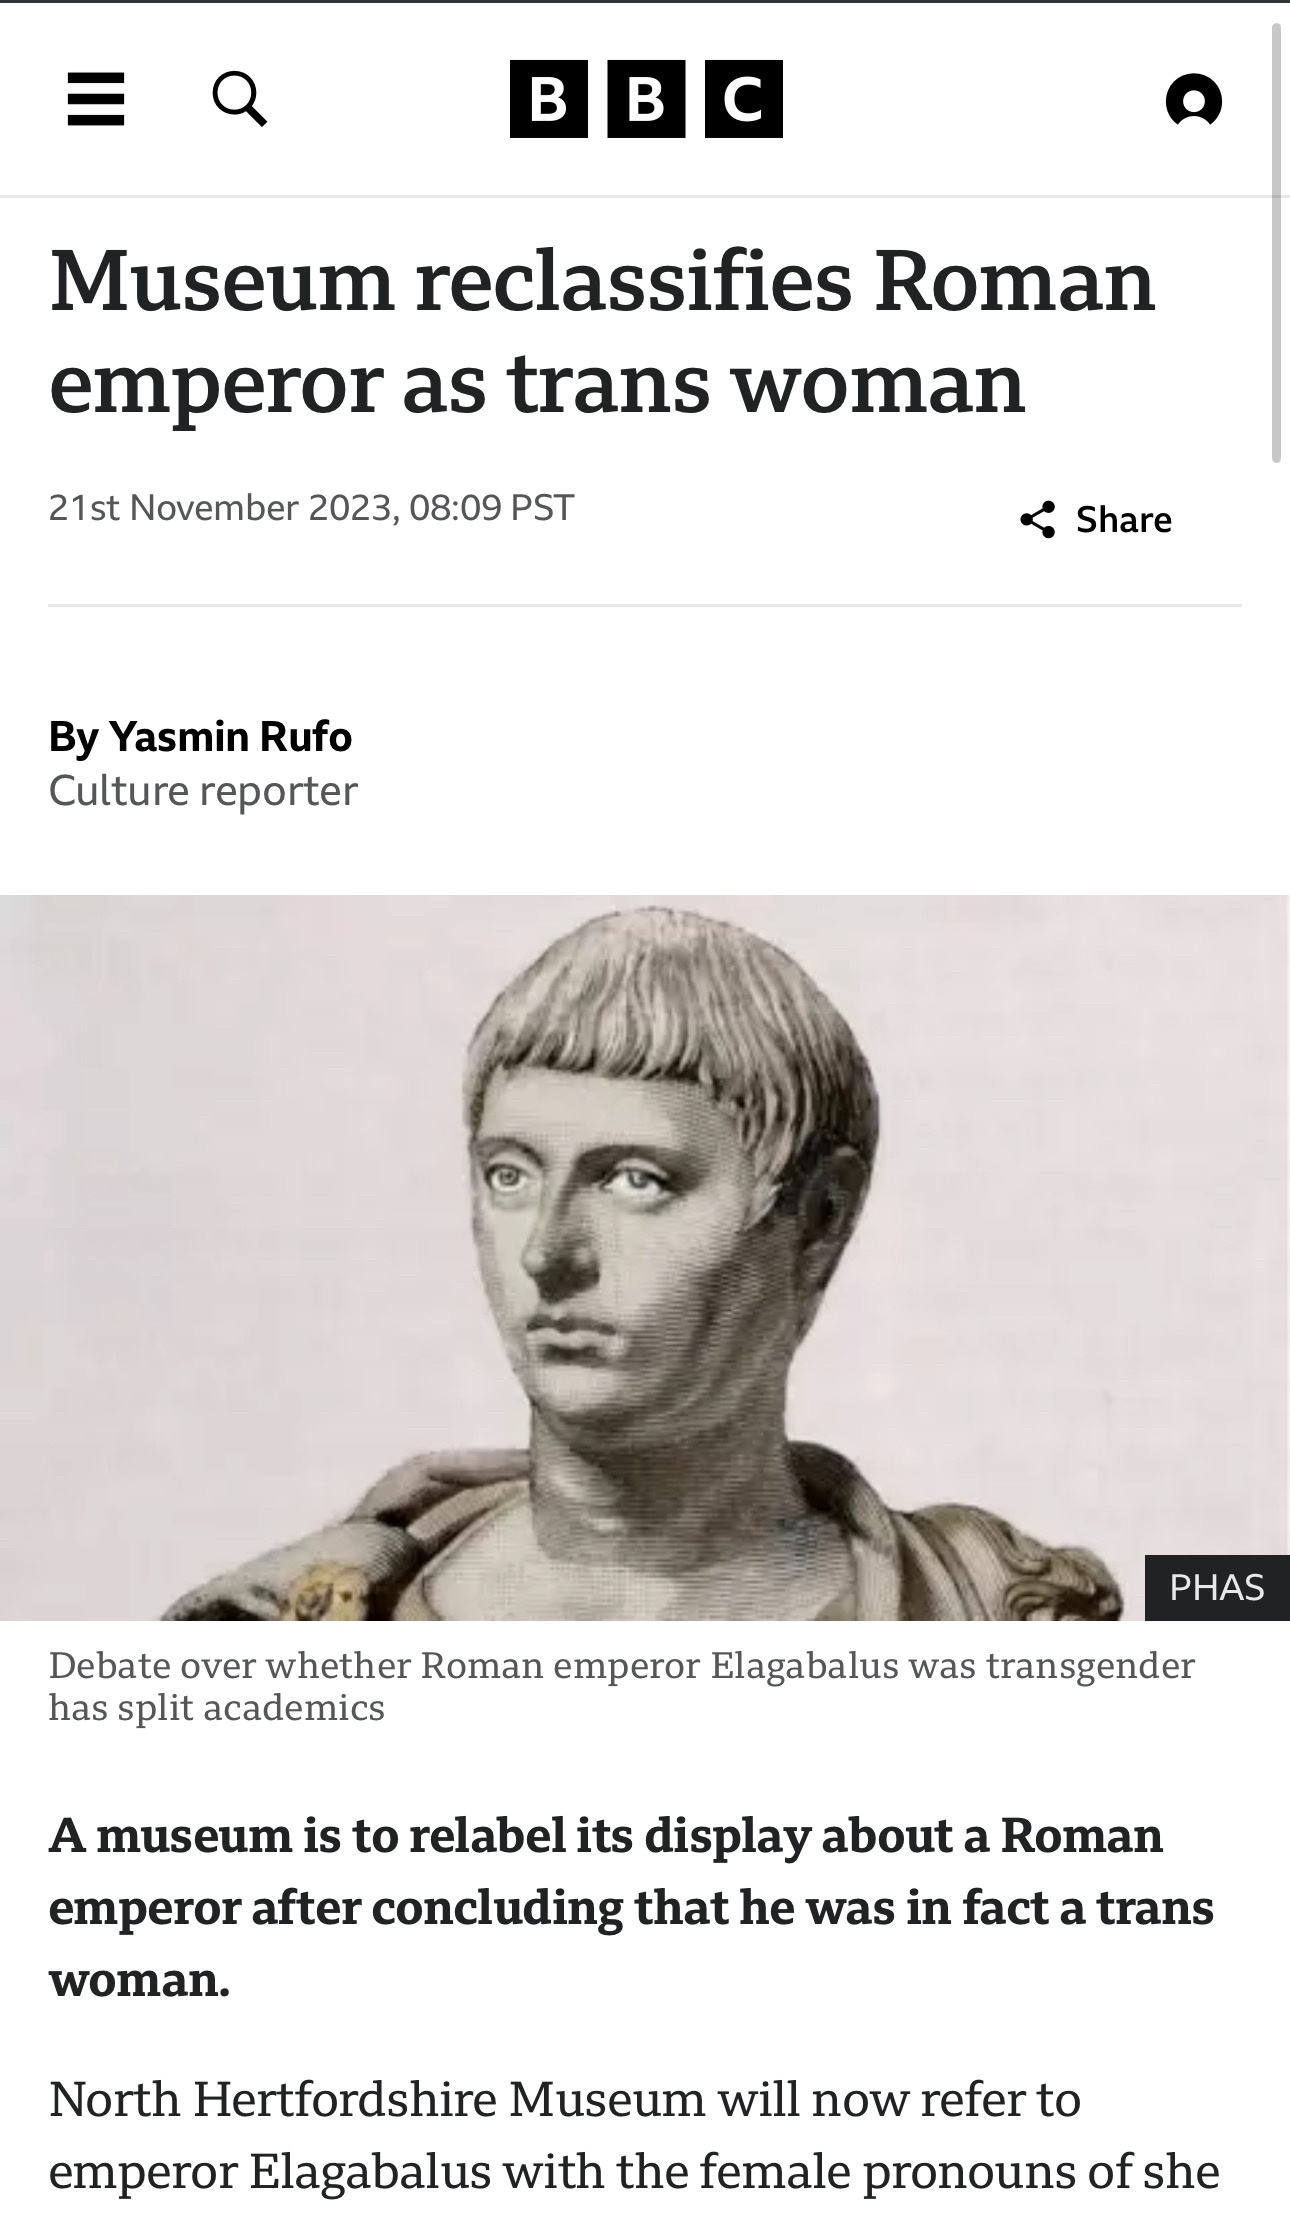 BBC
Museum reclassifies Roman
emperor as trans woman
21st November 2023, 08:09 PST
Share
By Yasmin Rufo
Culture reporter
PHAS
Debate over whether Roman emperor Elagabalus was transgender
has split academics
A museum is to relabel its display about a Roman
emperor after concluding that he was in fact a trans
woman.
North Hertfordshire Museum will now refer to
emperor Elagabalus with the female pronouns of she